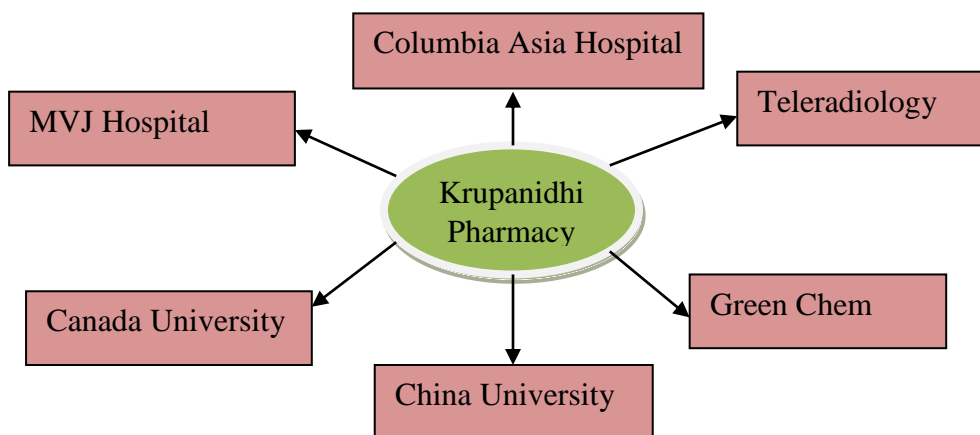 Columbia Asia Hospital
Teleradiology
MVJ Hospital
Krupanidhi
Pharmacy
Canada University
Green Chem
China University